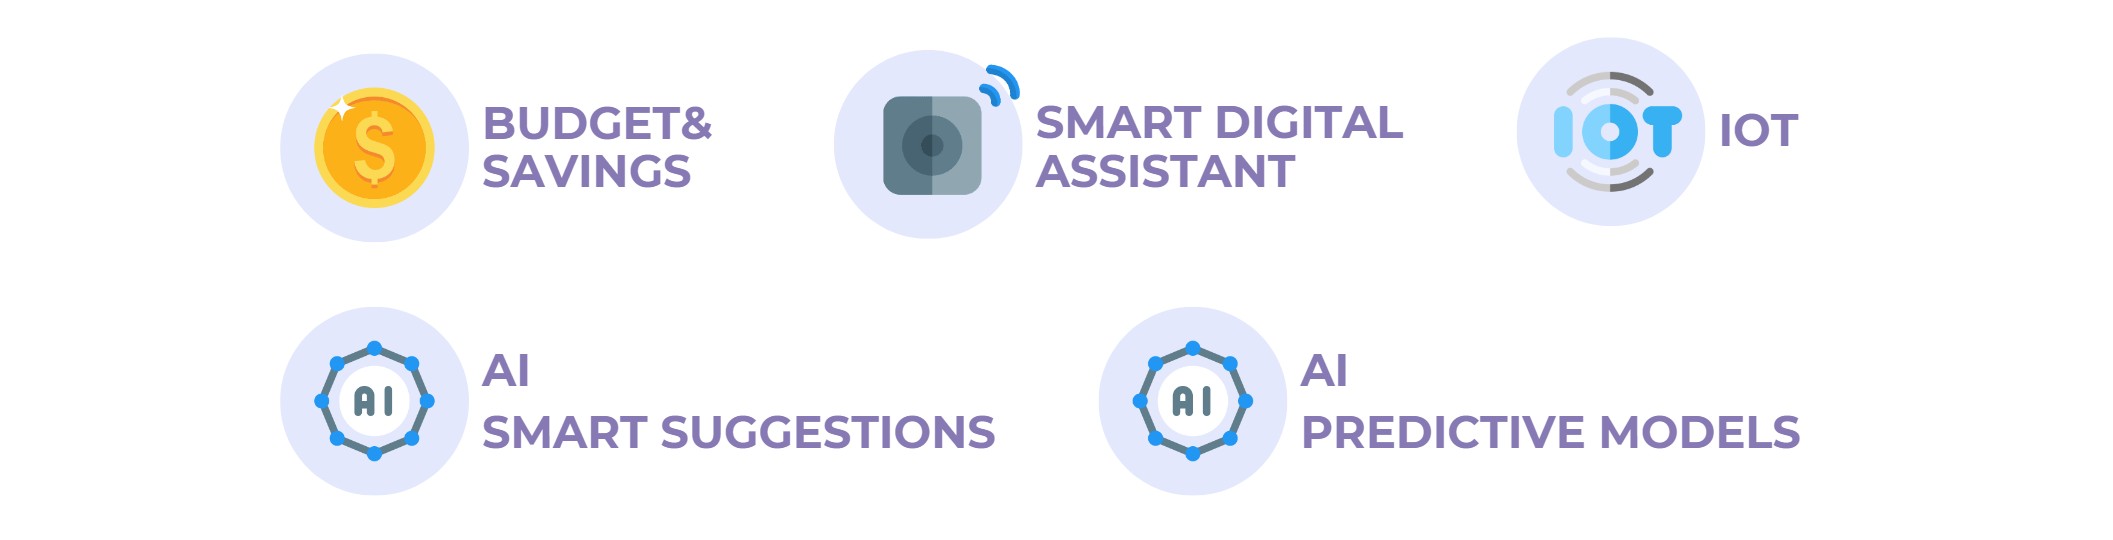 BUDGET&
SAVINGS
$
SMART DIGITAL
ASSISTANT
IOT
IOT
AI
AI
SMART SUGGESTIONS
AI
AI
PREDICTIVE MODELS